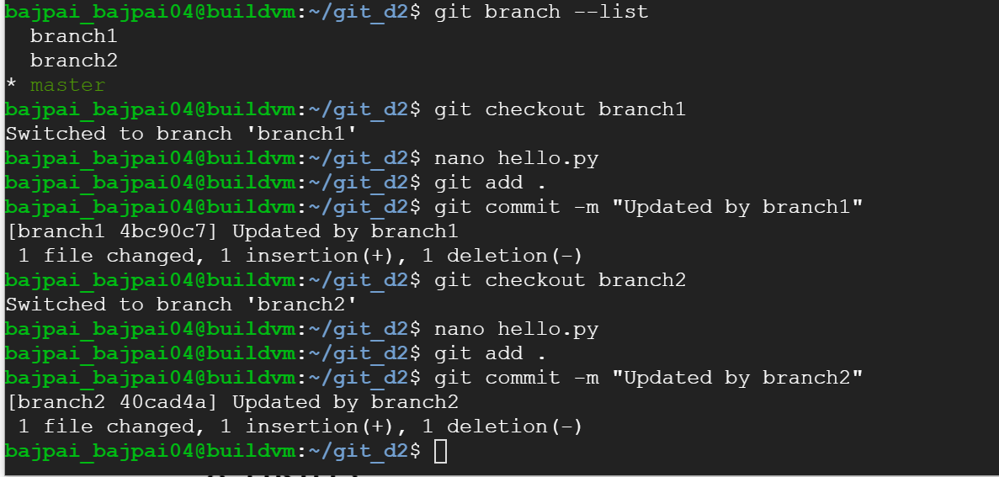 bajpai_bajpai04@buildvm:~/git_d2$ git branch --list
  branch1
  branch2
* master
bajpai_bajpai04@buildvm:~/git_d2$ git checkout branch1
Switched to branch 'branch1'
bajpai_bajpai04@buildvm:~/git_d2$ nano hello.py
bajpai_bajpai04@buildvm:~/git_d2$ git add .
bajpai_bajpai04@buildvm:~/git_d2$ git commit -m "Updated by branch1"
[branch1 4bc90c7] Updated by branch1
 1 file changed, 1 insertion(+), 1 deletion(-)
bajpai_bajpai04@buildvm:~/git_d2$ git checkout branch2
Switched to branch 'branch2'
bajpai_bajpai04@buildvm:~/git_d2$ nano hello.py
bajpai_bajpai04@buildvm:~/git_d2$ git add .
bajpai_bajpai04@buildvm:~/git_d2$ git commit -m "Updated by branch2"
[branch2 40cad4a] Updated by branch2
 1 file changed, 1 insertion(+), 1 deletion(-)
bajpai_bajpai04@buildvm:~/git_d2$